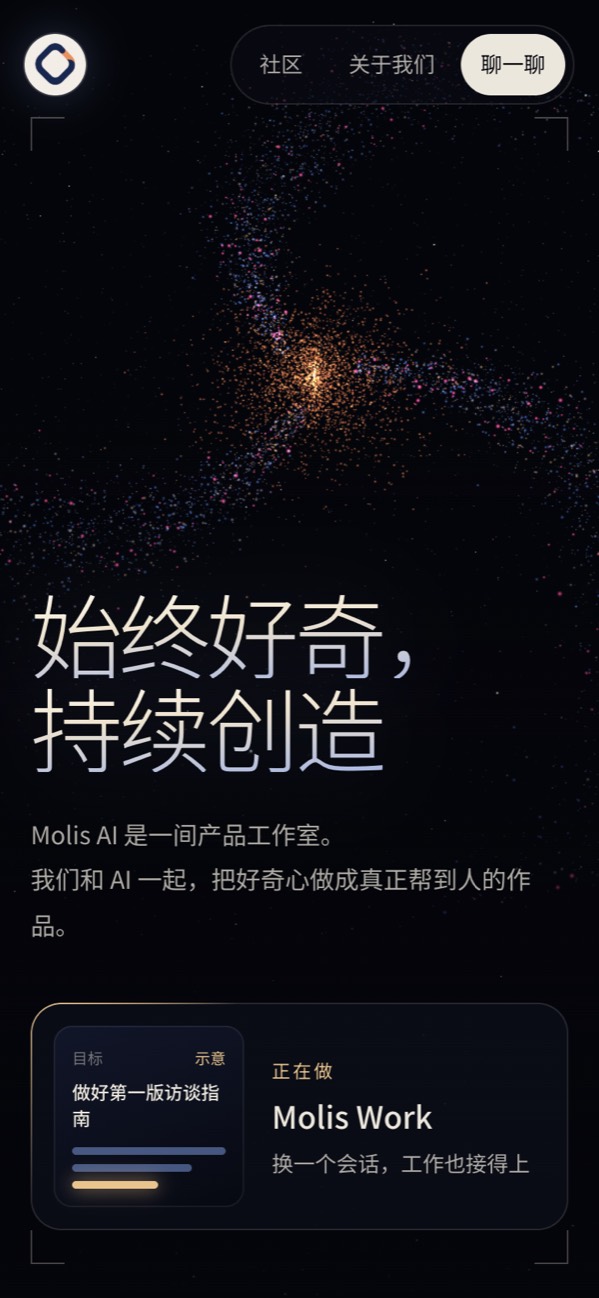 社区
关于我们
聊一聊
始终好奇，
持续创造
Molis AI 是一间产品工作室。
我们和 AI 一起，把好奇心做成真正帮到人的作
品。
目标
示意
做好第一版访谈指
南
正在做
Molis Work
换一个会话，工作也接得上